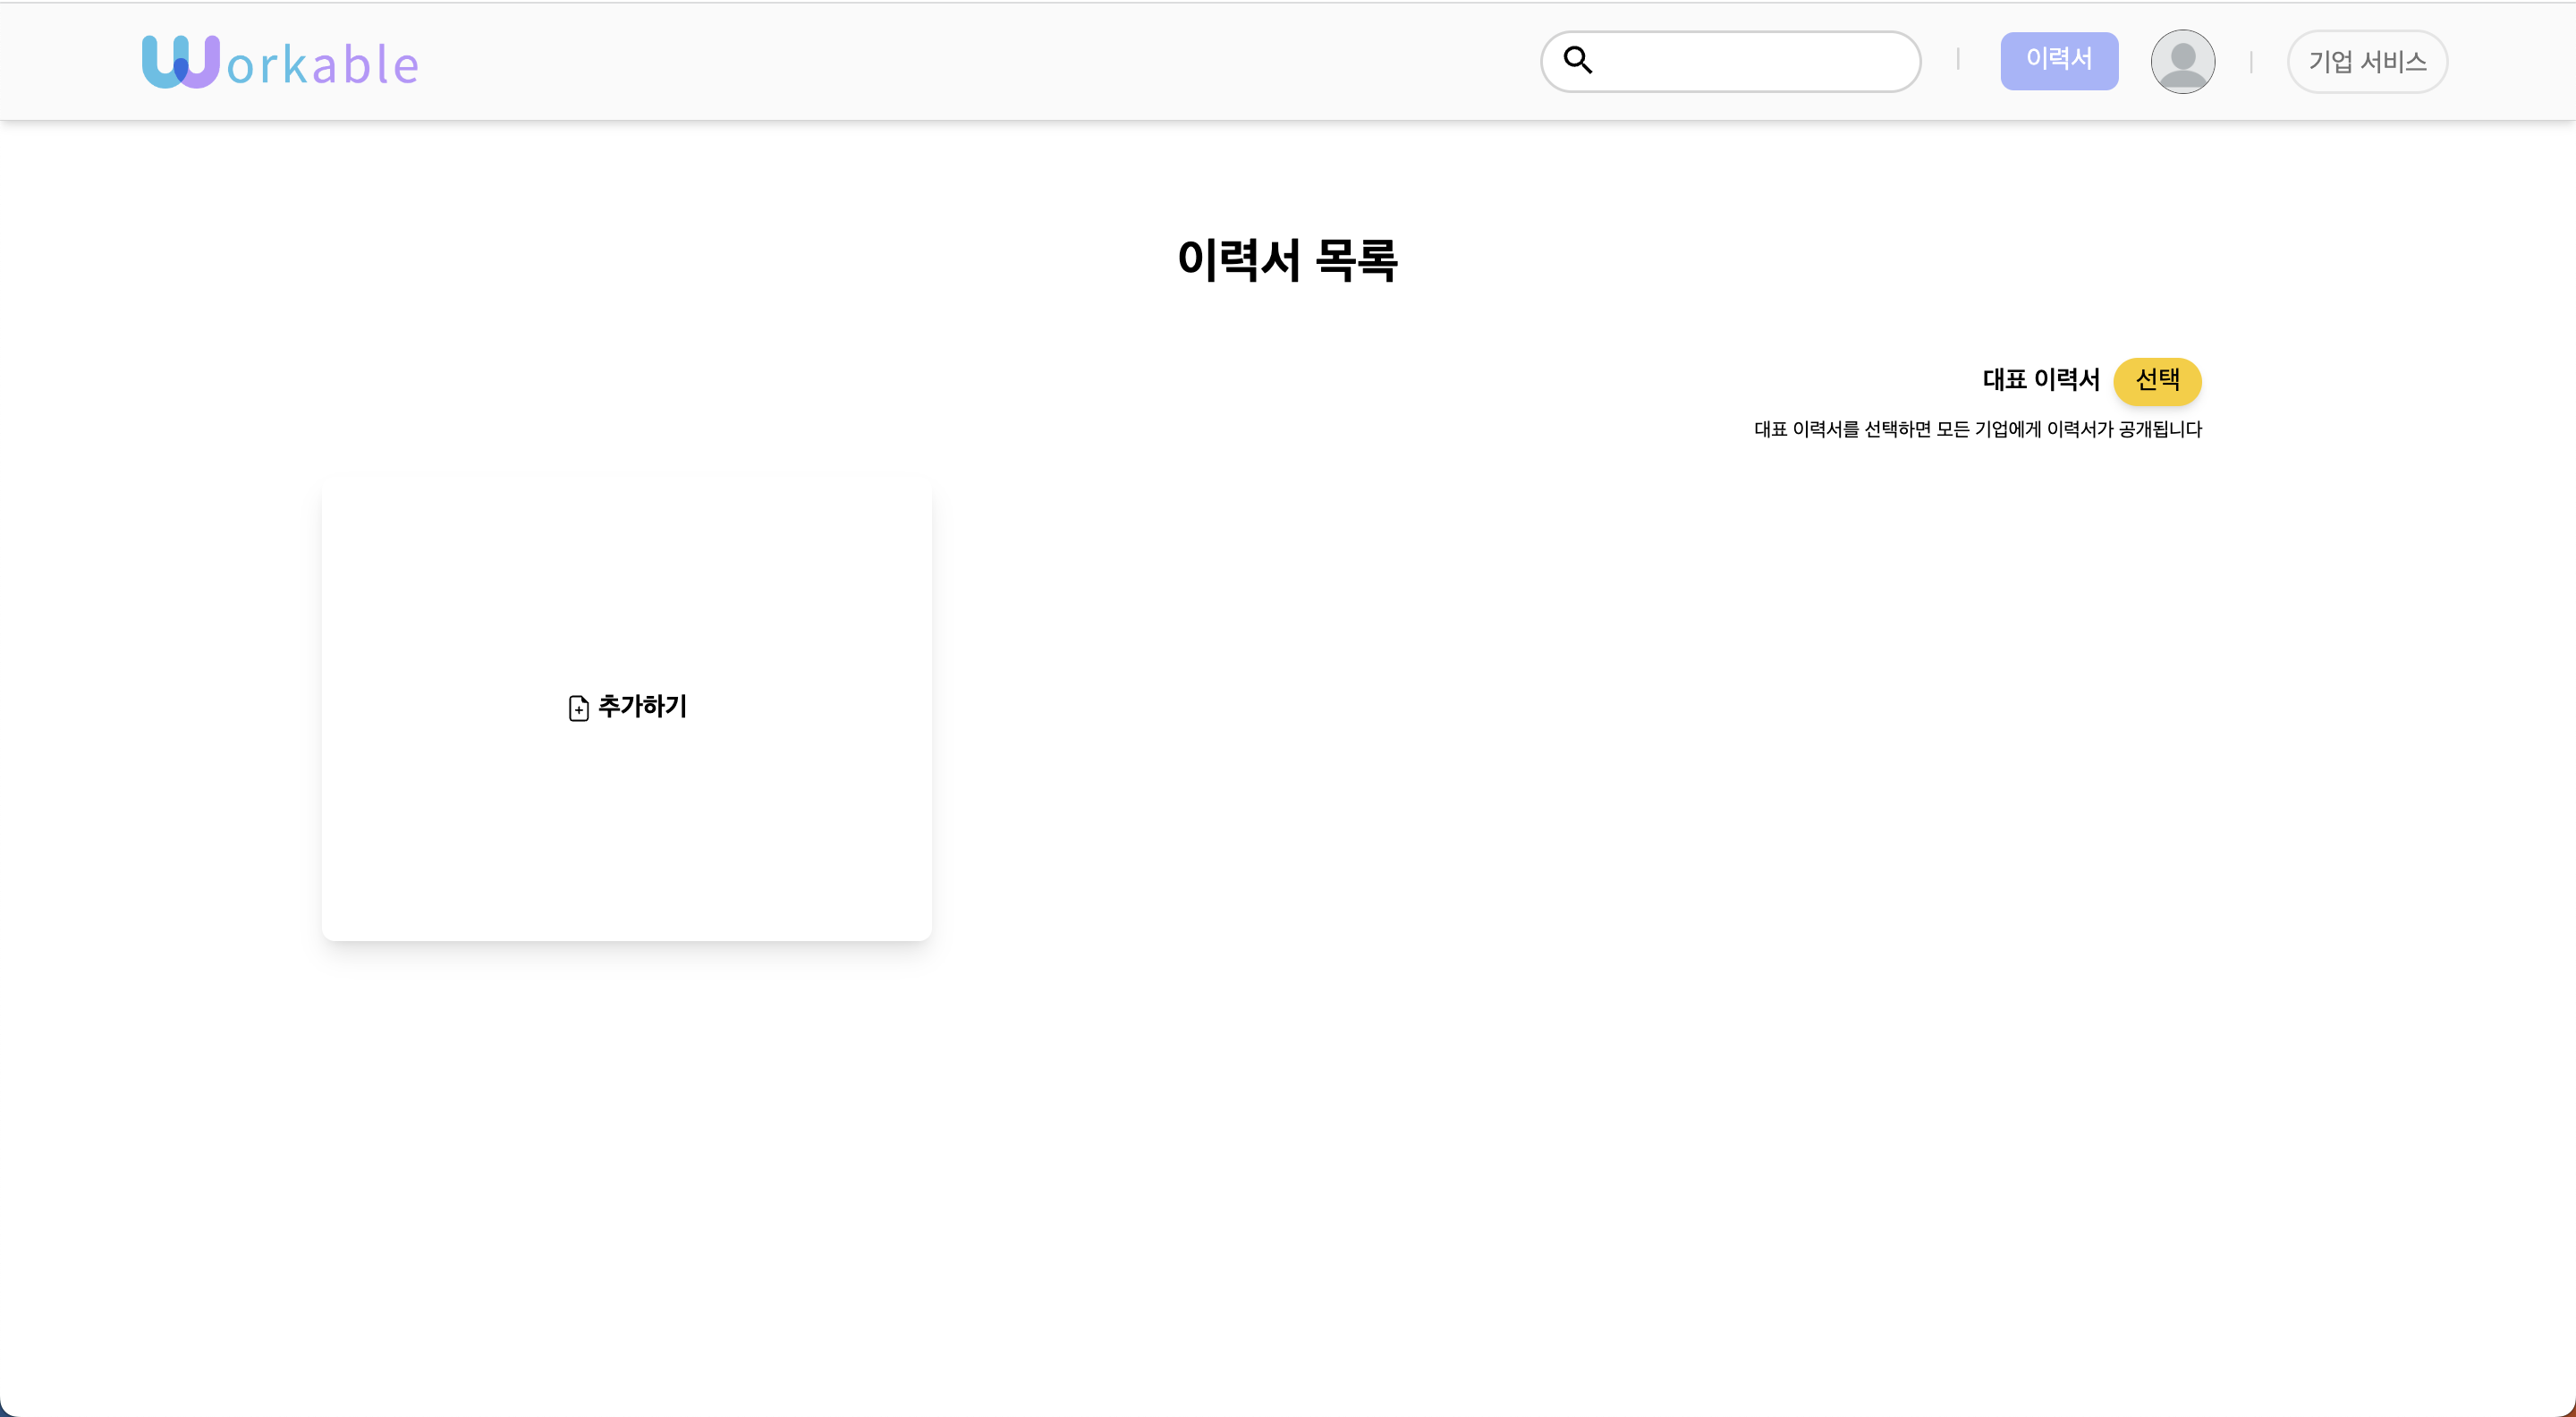 Workable
이력서
기업 서비스
이력서 목록
대표 이력서 선택
대표 이력서를 선택하면 모든 기업에게 이력서가 공개됩니다
추가하기